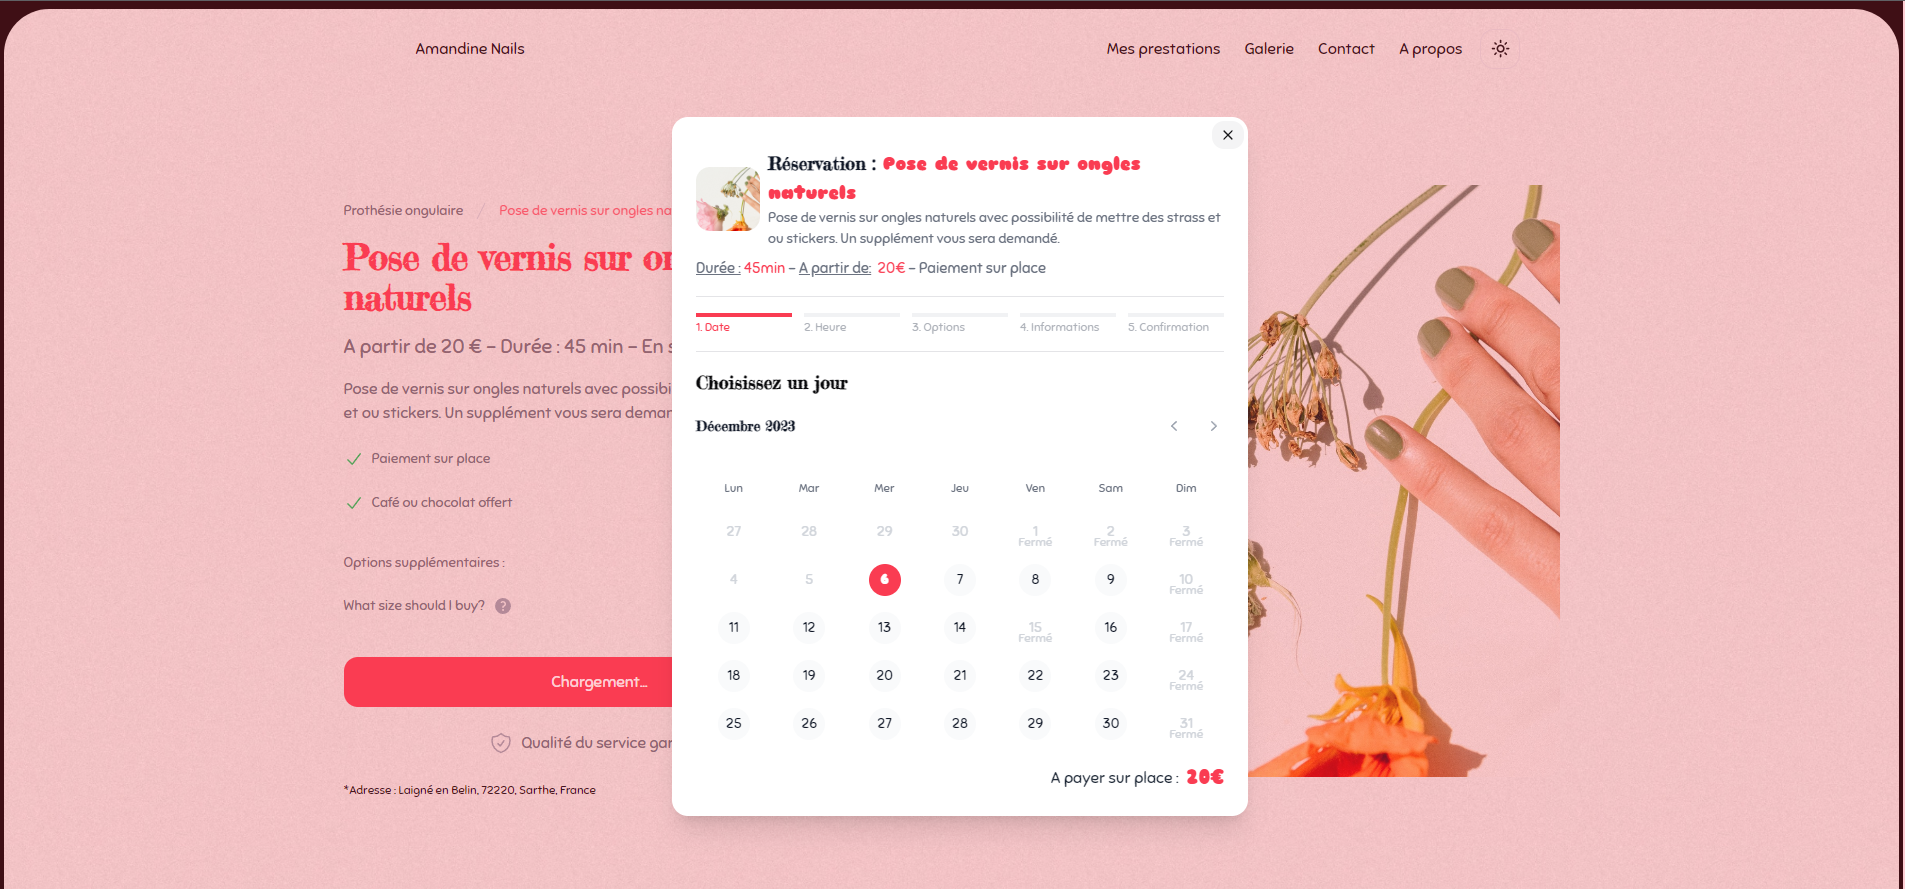 Amandine Nails
Mes prestations Galerie Contact A propos
Prothésie ongulaire / Pose de vernis sur ongles na
Pose de vernis sur on
naturels
A partir de 20 € – Durée : 45 min – En s
Pose de vernis sur ongles naturels avec possibi
et ou stickers. Un supplément vous sera deman
Paiement sur place
Café ou chocolat offert
Options supplémentaires :
What size should I buy? ?
Chargement...
Qualité du service gar
*Adresse : Laigné en Belin, 72220, Sarthe, France
Réservation : Pose de vernis sur ongles
naturels
Pose de vernis sur ongles naturels avec possibilité de mettre des strass et
ou stickers. Un supplément vous sera demandé.
Durée : 45min – A partir de: 20€ – Paiement sur place
1. Date 2. Heure 3. Options 4. Informations 5. Confirmation
Choisissez un jour
Décembre 2023
Lun Mar Mer Jeu Ven Sam Dim
27 28 29 30 1 2 3
Fermé Fermé Fermé
4 5 6 7 8 9 10
Fermé
11 12 13 14 15 16 17
Fermé Fermé
18 19 20 21 22 23 24
Fermé
25 26 27 28 29 30 31
Fermé
A payer sur place : 20€